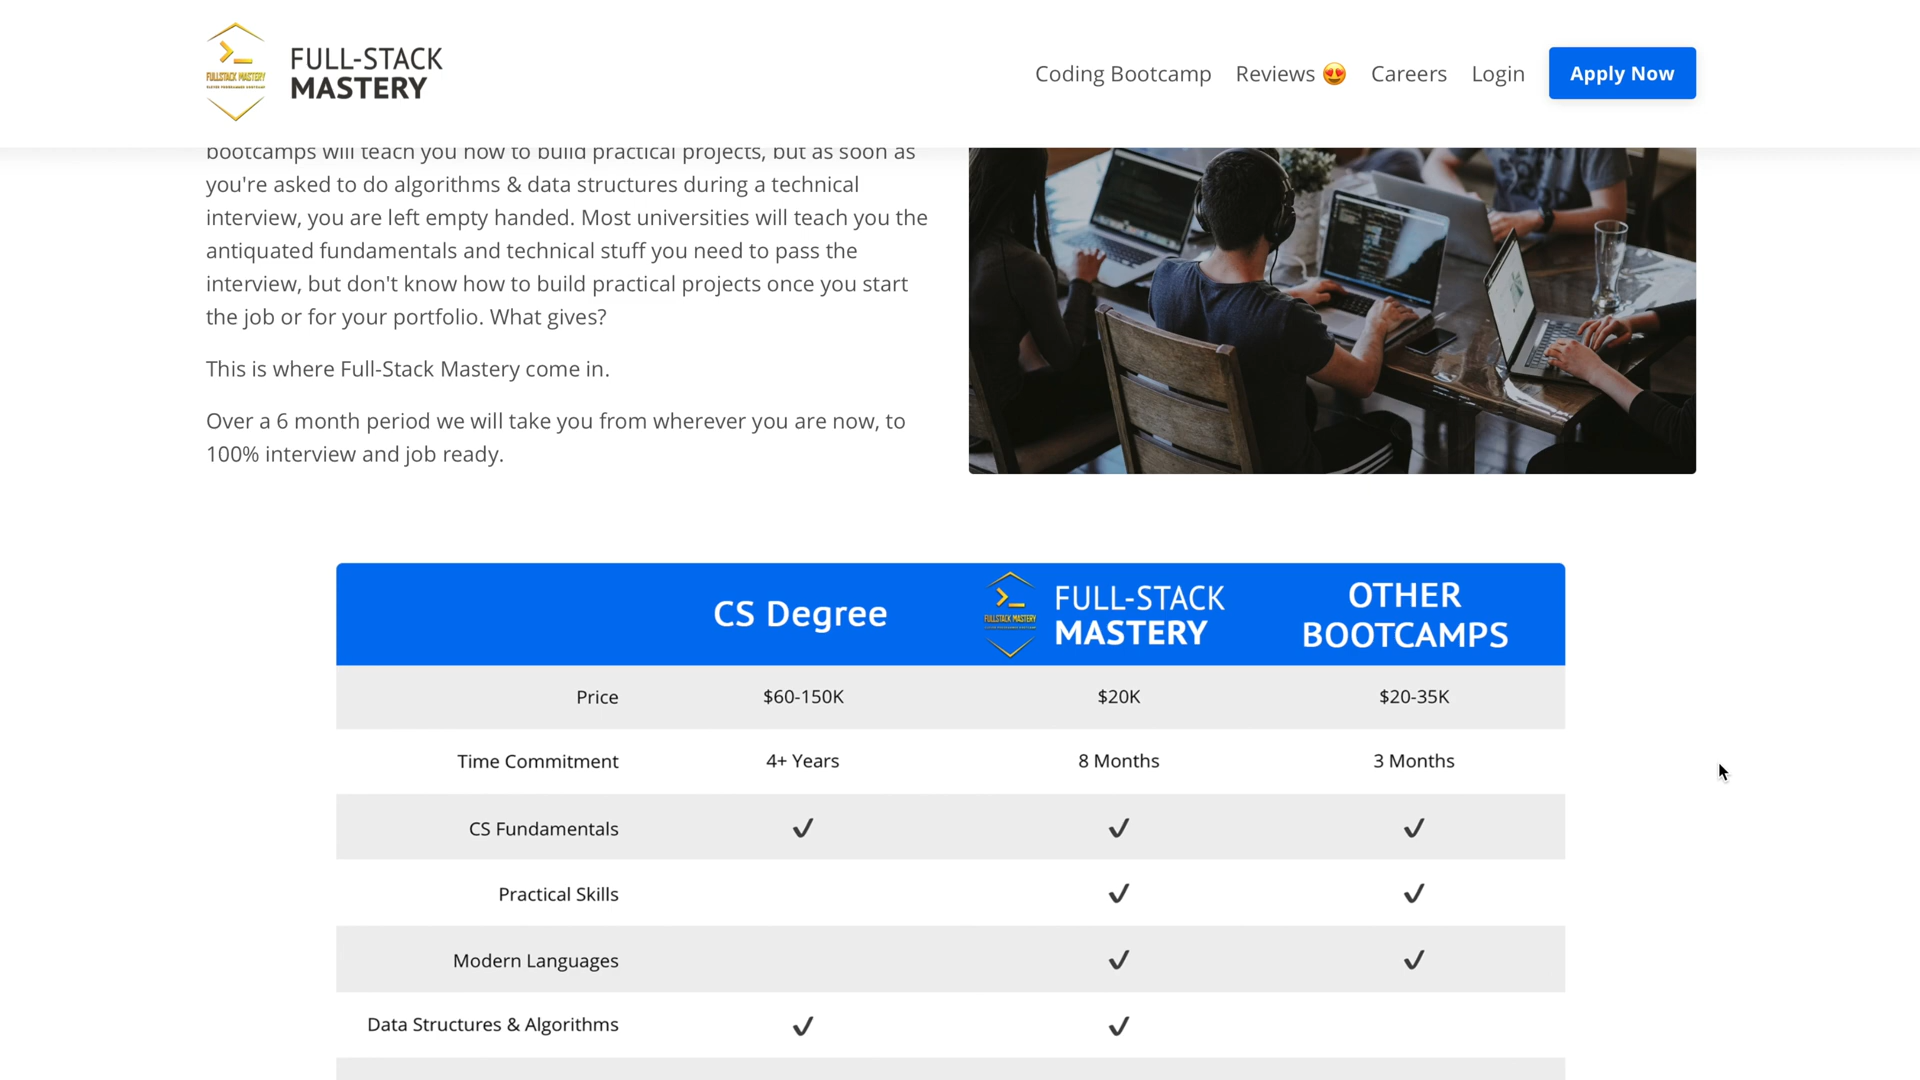 FULLSTACK MASTERY
FULL-STACK
MASTERY
Coding Bootcamp
Reviews 😍
Careers
Login
Apply Now
bootcamps will teach you how to build practical projects, but as soon as
you're asked to do algorithms & data structures during a technical
interview, you are left empty handed. Most universities will teach you the
antiquated fundamentals and technical stuff you need to pass the
interview, but don't know how to build practical projects once you start
the job or for your portfolio. What gives?
This is where Full-Stack Mastery come in.
Over a 6 month period we will take you from wherever you are now, to
100% interview and job ready.
CS Degree
FULLSTACK MASTERY
FULL-STACK
MASTERY
OTHER
BOOTCAMPS
Price $60-150K $20K $20-35K
Time Commitment 4+ Years 8 Months 3 Months
CS Fundamentals ✓ ✓ ✓
Practical Skills ✓ ✓
Modern Languages ✓ ✓
Data Structures & Algorithms ✓ ✓